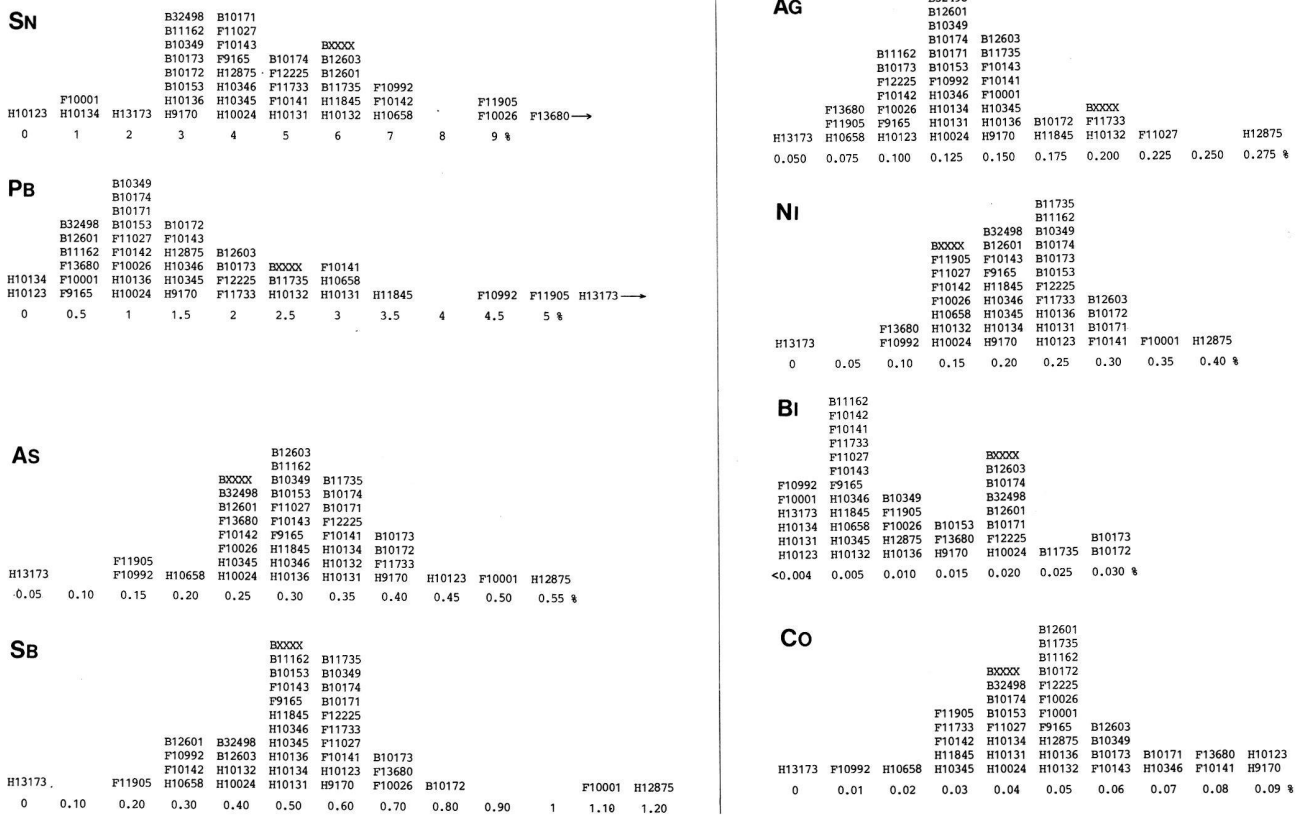 SN
B32498 B10171
B11162 F11027
B10349 F10143 BXXXX
B10173 F9165 B10174 B12603
B10172 H12875 F12225 B12601
B10153 H10346 F11733 B11735 F10992
F10001 H10136 H10345 F10141 H11845 F10142 F11905
H10123 H10134 H13173 H9170 H10024 H10131 H10132 H10658 F10026 F13680→
0 1 2 3 4 5 6 7 8 9 %
PB
B10349
B10174
B10171
B32498 B10153 B10172
B12601 F11027 F10143
B11162 F10142 H12875 B12603
F13680 F10026 H10346 B10173 BXXXX F10141
H10134 F10001 H10136 H10345 F12225 B11735 H10658
H10123 F9165 H10024 H9170 F11733 H10132 H10131 H11845 F10992 F11905 H13173→
0 0.5 1 1.5 2 2.5 3 3.5 4 4.5 5 %
AS
B12603
B11162
BXXXX B10349 B11735
B32498 B10153 B10174
B12601 F11027 B10171
F13680 F10143 F12225
F10142 F9165 F10141 B10173
F10026 H11845 H10134 B10172
F11905 H10345 H10346 H10132 F11733
H13173 F10992 H10658 H10024 H10136 H10131 H9170 H10123 F10001 H12875
0.05 0.10 0.15 0.20 0.25 0.30 0.35 0.40 0.45 0.50 0.55 %
SB
BXXXX
B11162 B11735
B10153 B10349
F10143 B10174
F9165 B10171
H11845 F12225
H10346 F11733
B12601 B32498 H10345 F11027
F10992 B12603 H10136 F10141 B10173
F10142 H10132 H10134 H10123 F13680
H13173 F11905 H10658 H10024 H10131 H9170 F10026 B10172 F10001 H12875
0 0.10 0.20 0.30 0.40 0.50 0.60 0.70 0.80 0.90 1 1.10 1.20
AG
B12601
B10349
B10174 B12603
B11162 B10171 B11735
B10173 B10153 F10143
F12225 F10992 F10141
F10142 H10346 F10001
F13680 F10026 H10134 H10345 BXXXX
F11905 F9165 H10131 H10136 B10172 F11733
H13173 H10658 H10123 H10024 H9170 H11845 H10132 F11027 H12875
0.050 0.075 0.100 0.125 0.150 0.175 0.200 0.225 0.250 0.275 %
NI
B11735
B11162
B32498 B10349
BXXXX B12601 B10174
F11905 F10143 B10173
F11027 F9165 B10153
F10142 H11845 F12225
F10026 H10346 F11733 B12603
H10658 H10345 H10136 B10172
F13680 H10132 H10134 H10131 B10171
H13173 F10992 H10024 H9170 H10123 F10141 F10001 H12875
0 0.05 0.10 0.15 0.20 0.25 0.30 0.35 0.40 %
BI
B11162
F10142
F10141
F11733
F11027 BXXXX
F10143 B12603
F10992 F9165 B10174
F10001 H10346 B10349 B32498
H13173 H11845 F11905 B12601
H10134 H10658 F10026 B10153 B10171
H10131 H10345 H12875 F13680 F12225 B10173
H10123 H10132 H10136 H9170 H10024 B11735 B10172
<0.004 0.005 0.010 0.015 0.020 0.025 0.030 %
CO
B12601
B11735
B11162
BXXXX B10172
B32498 F12225
B10174 F10026
F11905 B10153 F10001
F11733 F11027 F9165 B12603
F10142 H10134 H12875 B10349
H11845 H10131 H10136 B10173 B10171 F13680 H10123
H13173 F10992 H10658 H10345 H10024 H10132 F10143 H10346 F10141 H9170
0 0.01 0.02 0.03 0.04 0.05 0.06 0.07 0.08 0.09 %